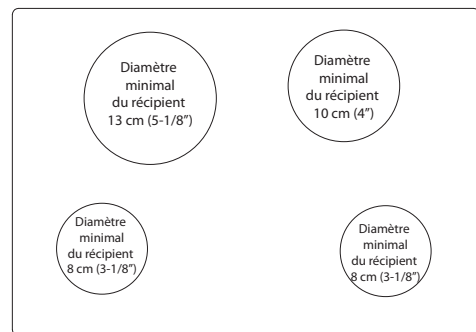 Diamètre
minimal
du récipient
13 cm (5-1/8”)
Diamètre
minimal
du récipient
10 cm (4”)
Diamètre
minimal
du récipient
8 cm (3-1/8”)
Diamètre
minimal
du récipient
8 cm (3-1/8”)